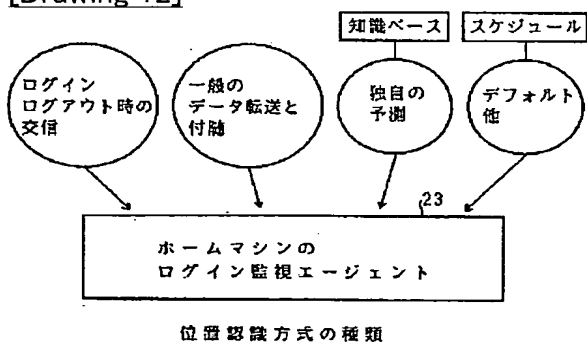 [Drawing 12]
知識ベース
スケジュール
ログイン
ログアウト時の
交信
一般の
データ転送と
付随
独自の
予測
デフォルト
他
23
ホームマシンの
ログイン監視エージェント
位置認識方式の種類